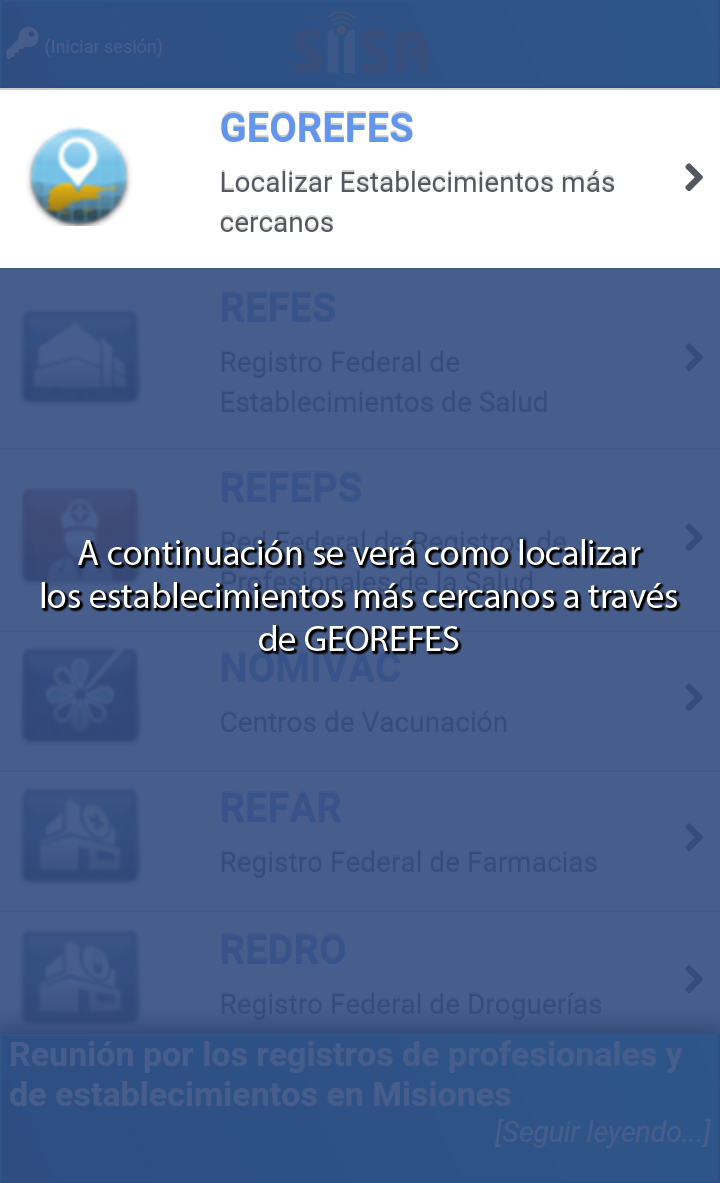 (Iniciar sesión)
SIISA
GEOREFES
Localizar Establecimientos más
cercanos
REFES
Registro Federal de
Establecimientos de Salud
REFEPS
Red Federal de Registros de
Profesionales de la Salud
A continuación se verá como localizar
los establecimientos más cercanos a través
de GEOREFES
NOMIVAC
Centros de Vacunación
REFAR
Registro Federal de Farmacias
REDRO
Registro Federal de Droguerías
Reunión por los registros de profesionales y
de establecimientos en Misiones
[Seguir leyendo...]